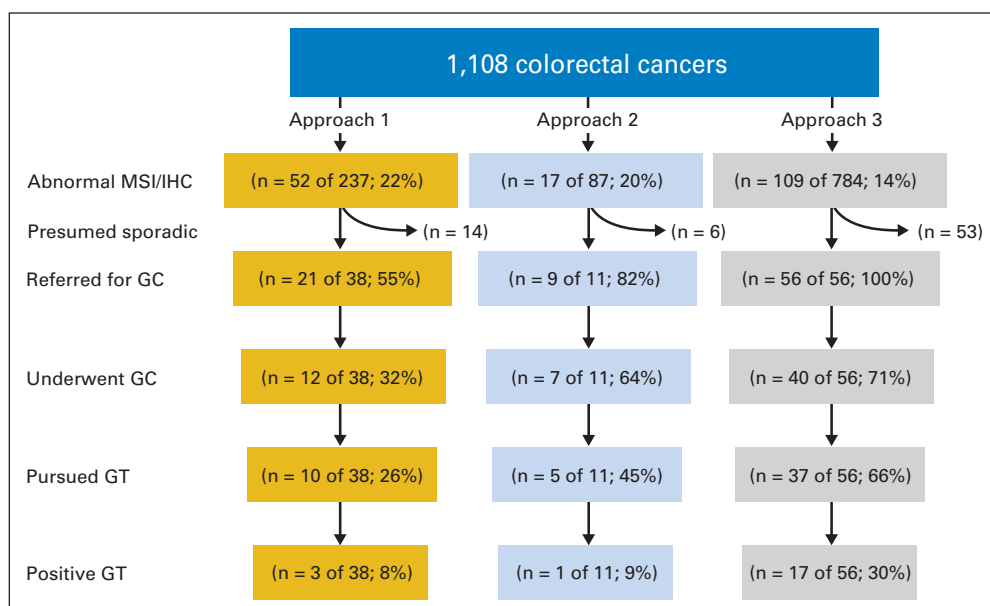 1,108 colorectal cancers
Approach 1 Approach 2 Approach 3
Abnormal MSI/IHC (n = 52 of 237; 22%) (n = 17 of 87; 20%) (n = 109 of 784; 14%)
Presumed sporadic (n = 14) (n = 6) (n = 53)
Referred for GC (n = 21 of 38; 55%) (n = 9 of 11; 82%) (n = 56 of 56; 100%)
Underwent GC (n = 12 of 38; 32%) (n = 7 of 11; 64%) (n = 40 of 56; 71%)
Pursued GT (n = 10 of 38; 26%) (n = 5 of 11; 45%) (n = 37 of 56; 66%)
Positive GT (n = 3 of 38; 8%) (n = 1 of 11; 9%) (n = 17 of 56; 30%)